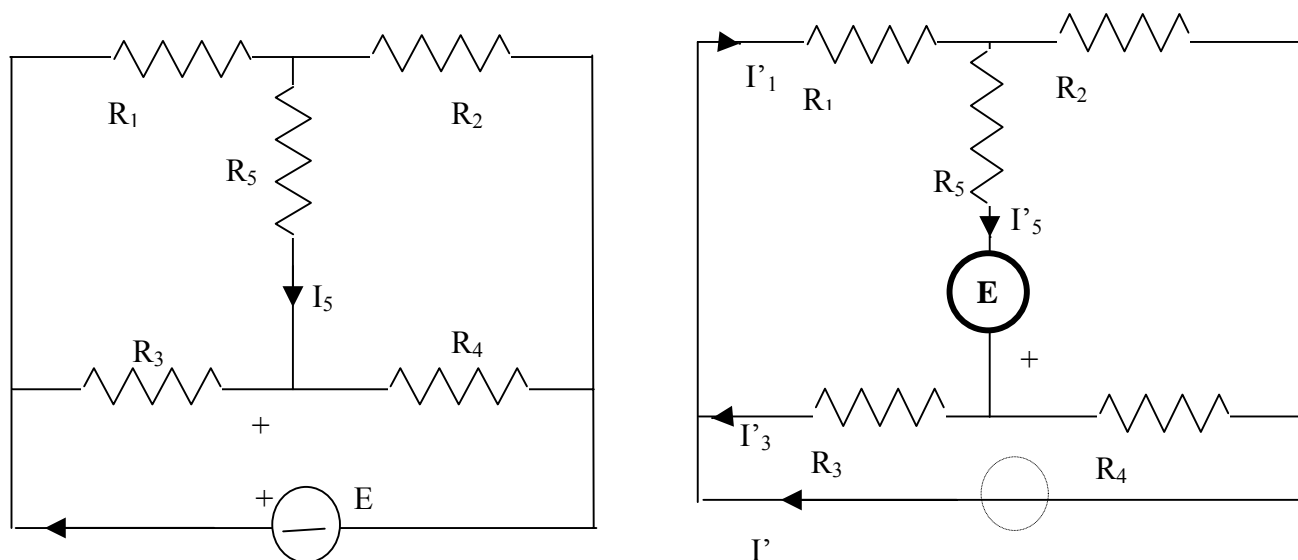 R₁
R₂
R₅
I₅
R₃
R₄
+
+
E
I’₁
R₁
R₂
R₅
I’₅
E
+
I’₃
R₃
R₄
I’